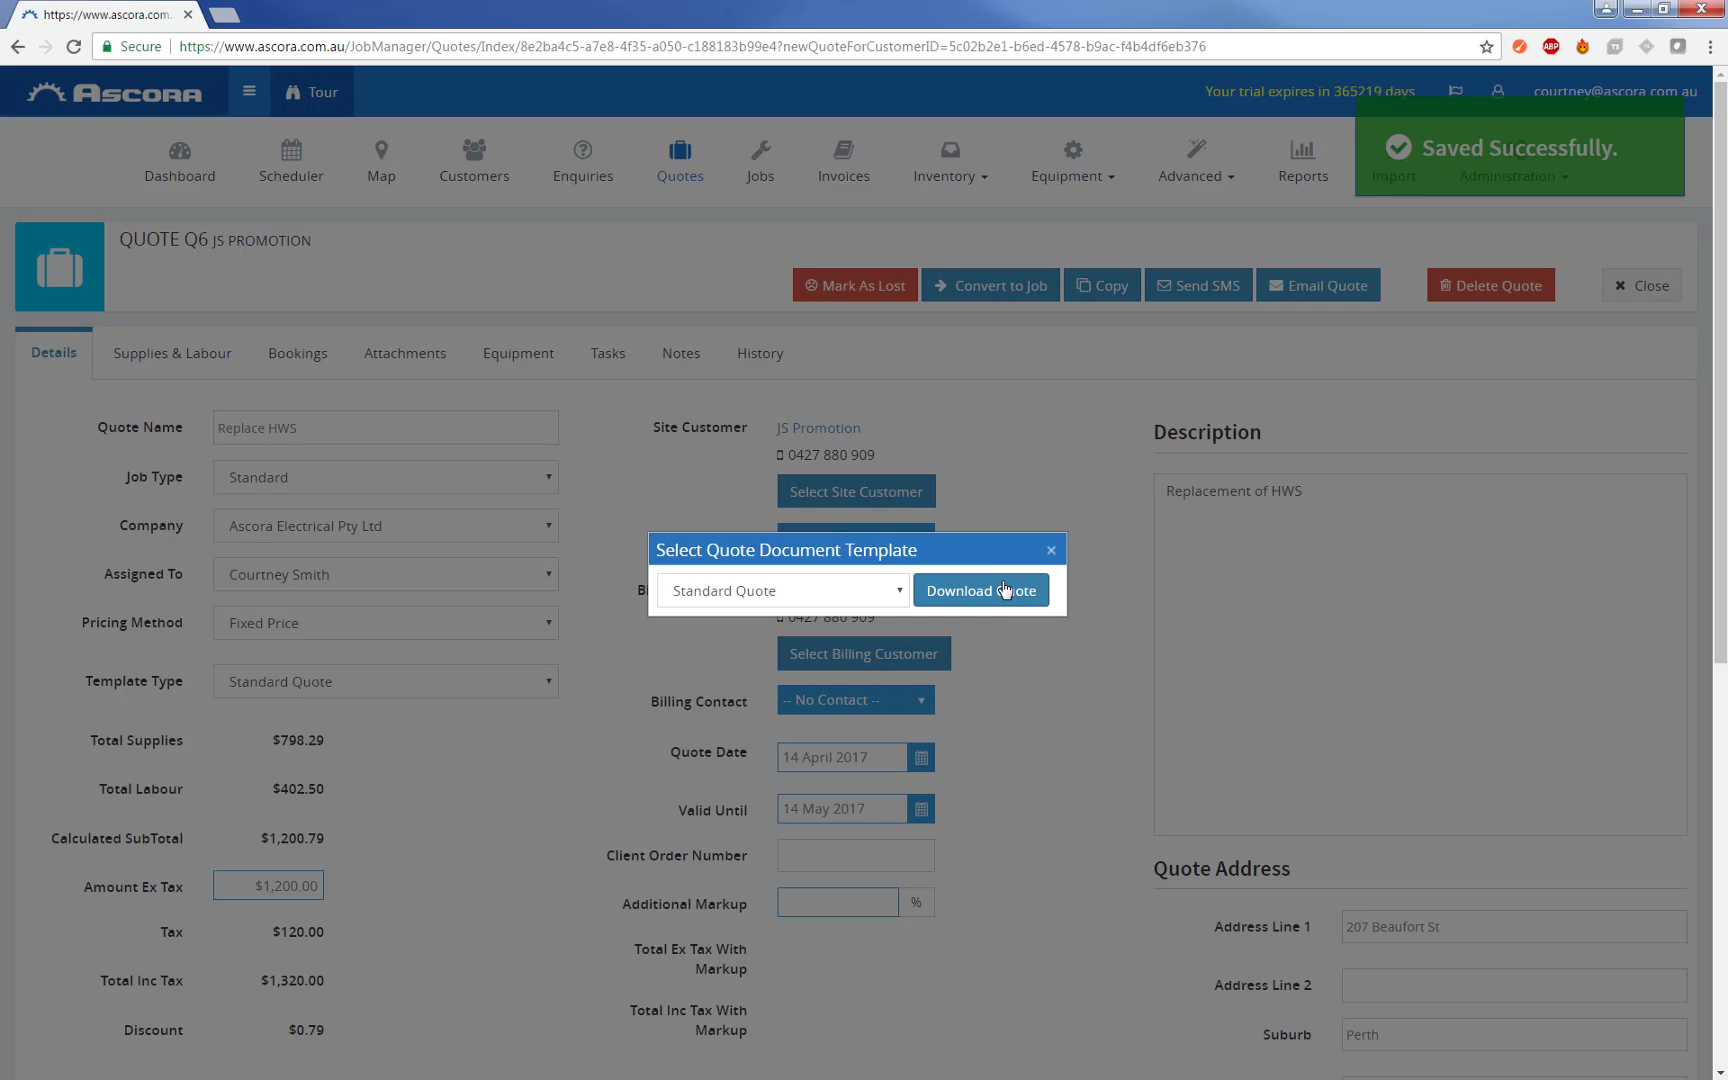 https://www.ascora.com.
Secure
https://www.ascora.com.au/JobManager/Quotes/Index/8e2ba4c5-a7e8-4f35-a050-c188183b99e4?newQuoteForCustomerID=5c02b2e1-b6ed-4578-b9ac-f4b4df6eb376
ABP
TS
ASCORA
Tour
Your trial expires in 365219 days
courtney@ascora.com.au
Dashboard
Scheduler
Map
Customers
Enquiries
Quotes
Jobs
Invoices
Inventory
Equipment
Advanced
Reports
Import
Administration
Saved Successfully.
QUOTE Q6 JS PROMOTION
Mark As Lost
Convert to Job
Copy
Send SMS
Email Quote
Delete Quote
Close
Details
Supplies & Labour
Bookings
Attachments
Equipment
Tasks
Notes
History
Quote Name
Replace HWS
Job Type
Standard
Company
Ascora Electrical Pty Ltd
Assigned To
Courtney Smith
Pricing Method
Fixed Price
Template Type
Standard Quote
Total Supplies
$798.29
Total Labour
$402.50
Calculated SubTotal
$1,200.79
Amount Ex Tax
$1,200.00
Tax
$120.00
Total Inc Tax
$1,320.00
Discount
$0.79
Site Customer
JS Promotion
0427 880 909
Select Site Customer
Select Quote Document Template
×
Standard Quote
Download Quote
0427 880 909
Select Billing Customer
Billing Contact
-- No Contact --
Quote Date
14 April 2017
Valid Until
14 May 2017
Client Order Number
Additional Markup
%
Total Ex Tax With
Markup
Total Inc Tax With
Markup
Description
Replacement of HWS
Quote Address
Address Line 1
207 Beaufort St
Address Line 2
Suburb
Perth